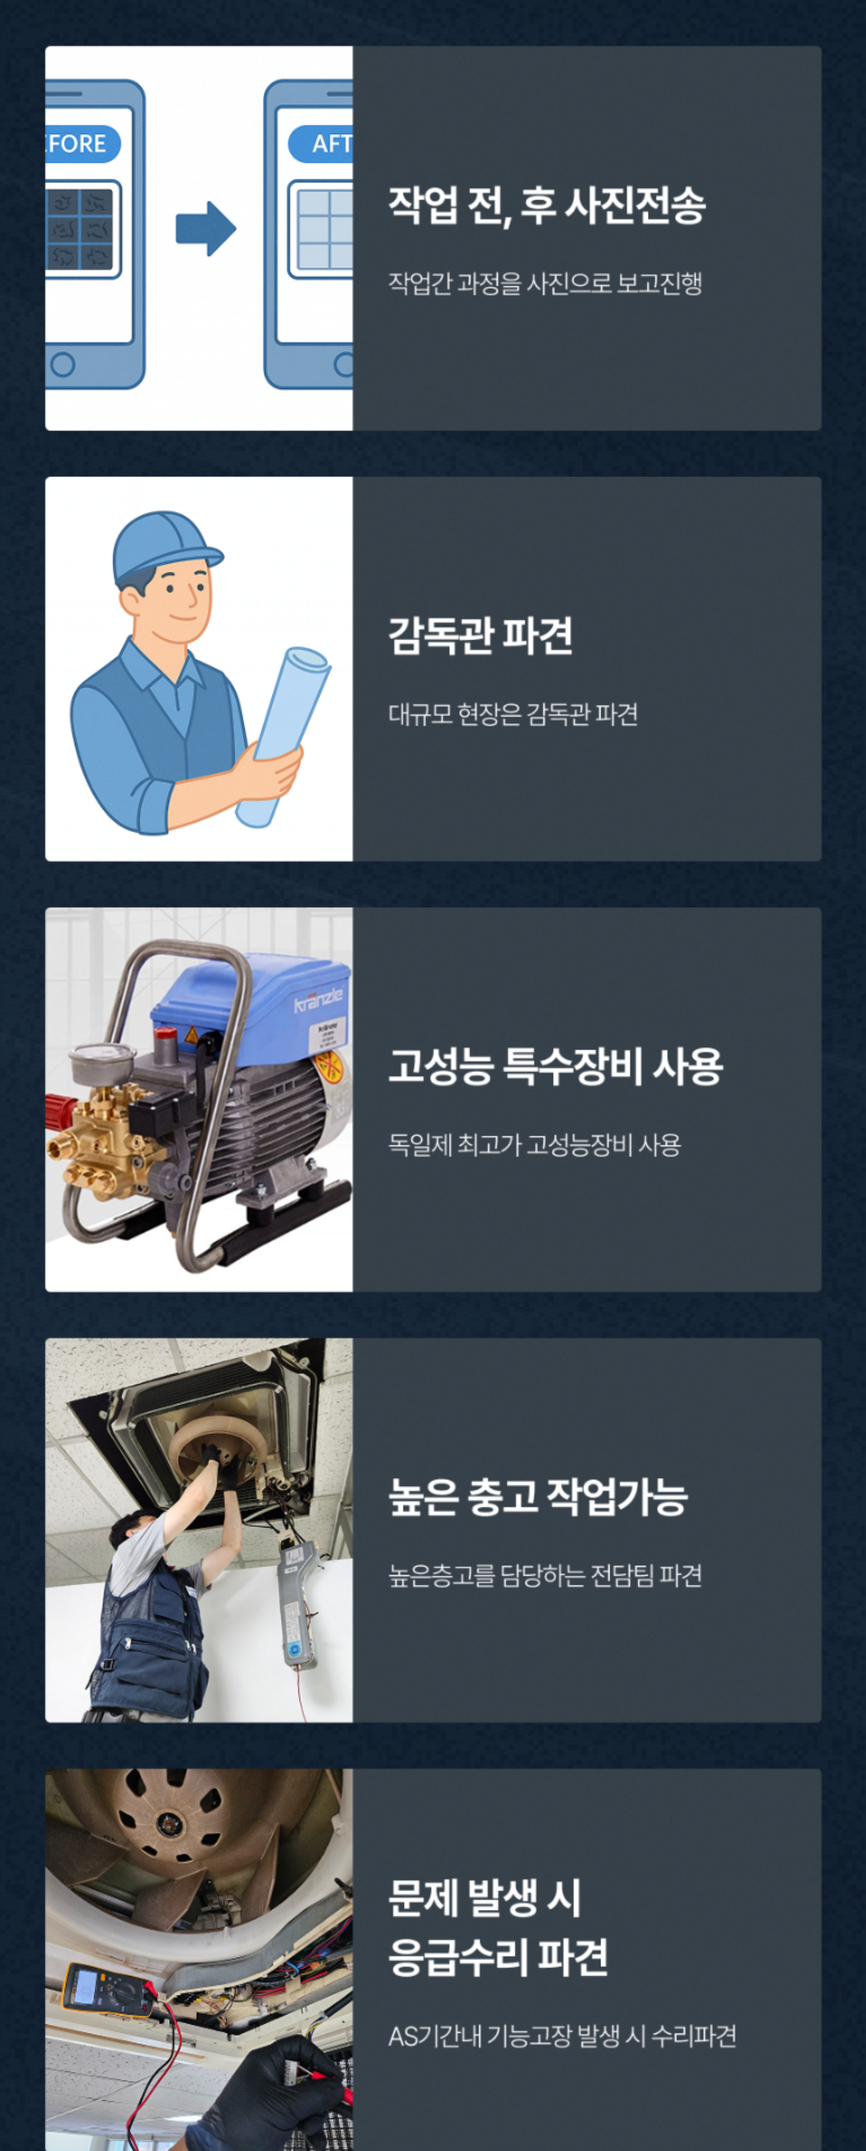 EFORE
AFT
작업 전, 후 사진전송
작업간 과정을 사진으로 보고진행
감독관 파견
대규모 현장은 감독관 파견
kränzle
고성능 특수장비 사용
독일제 최고가 고성능장비 사용
높은 층고 작업가능
높은층고를 담당하는 전담팀 파견
문제 발생 시
응급수리 파견
AS기간내 기능고장 발생 시 수리파견